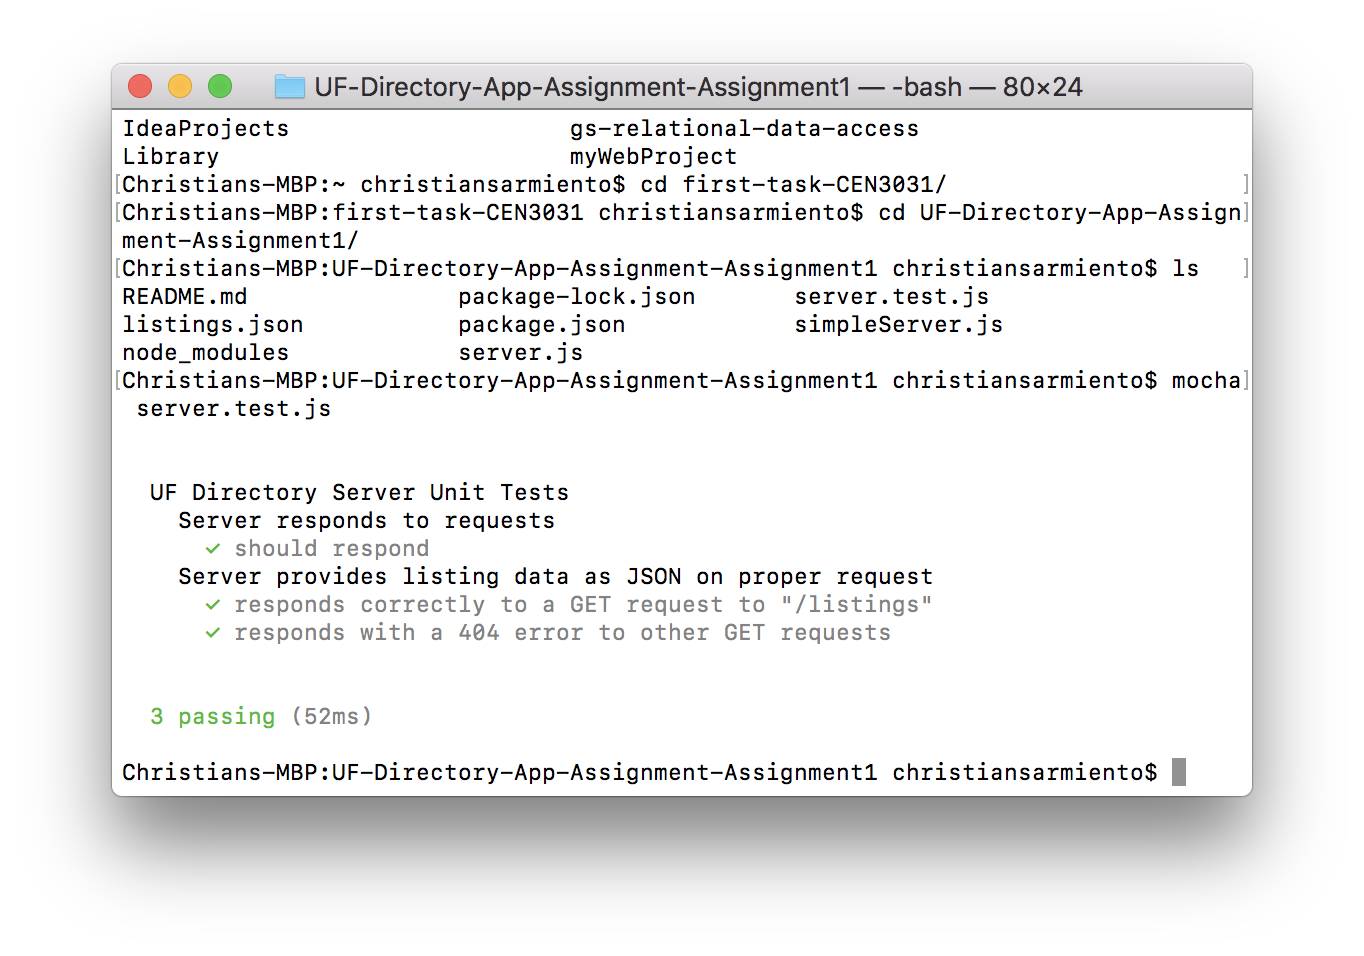 UF-Directory-App-Assignment-Assignment1 — -bash — 80×24
IdeaProjects gs-relational-data-access
Library myWebProject
[Christians-MBP:~ christiansarmiento$ cd first-task-CEN3031/ ]
[Christians-MBP:first-task-CEN3031 christiansarmiento$ cd UF-Directory-App-Assign]
ment-Assignment1/
[Christians-MBP:UF-Directory-App-Assignment-Assignment1 christiansarmiento$ ls ]
README.md package-lock.json server.test.js
listings.json package.json simpleServer.js
node_modules server.js
[Christians-MBP:UF-Directory-App-Assignment-Assignment1 christiansarmiento$ mocha]
server.test.js
UF Directory Server Unit Tests
Server responds to requests
✓ should respond
Server provides listing data as JSON on proper request
✓ responds correctly to a GET request to "/listings"
✓ responds with a 404 error to other GET requests
3 passing (52ms)
Christians-MBP:UF-Directory-App-Assignment-Assignment1 christiansarmiento$